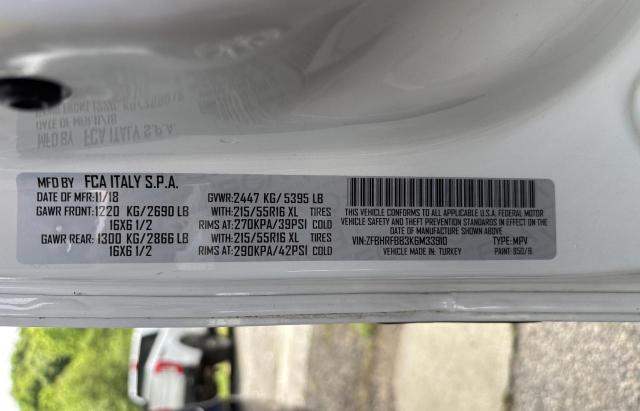 MFD BY FCA ITALY S.P.A.
DATE OF MFR:11/18 GVWR:2447 KG/5395 LB
GAWR FRONT:1220 KG/2690 LB WITH:215/55R16 XL TIRES
16X6 1/2 RIMS AT:270KPA/39PSI COLD
GAWR REAR: 1300 KG/2866 LB WITH:215/55R16 XL TIRES
16X6 1/2 RIMS AT:290KPA/42PSI COLD
THIS VEHICLE CONFORMS TO ALL APPLICABLE U.S.A. FEDERAL MOTOR
VEHICLE SAFETY AND THEFT PREVENTION STANDARDS IN EFFECT ON THE
DATE OF MANUFACTURE SHOWN ABOVE.
VIN:ZFBHRFBB3K6M33910 TYPE:MPV
VEHICLE MADE IN: TURKEY PAINT: 850/B